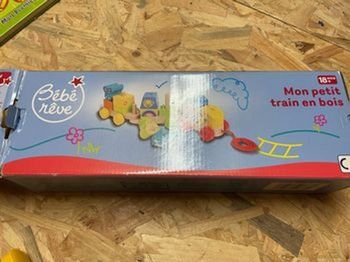 Bébé
rêve
18
Mon petit
train en bois